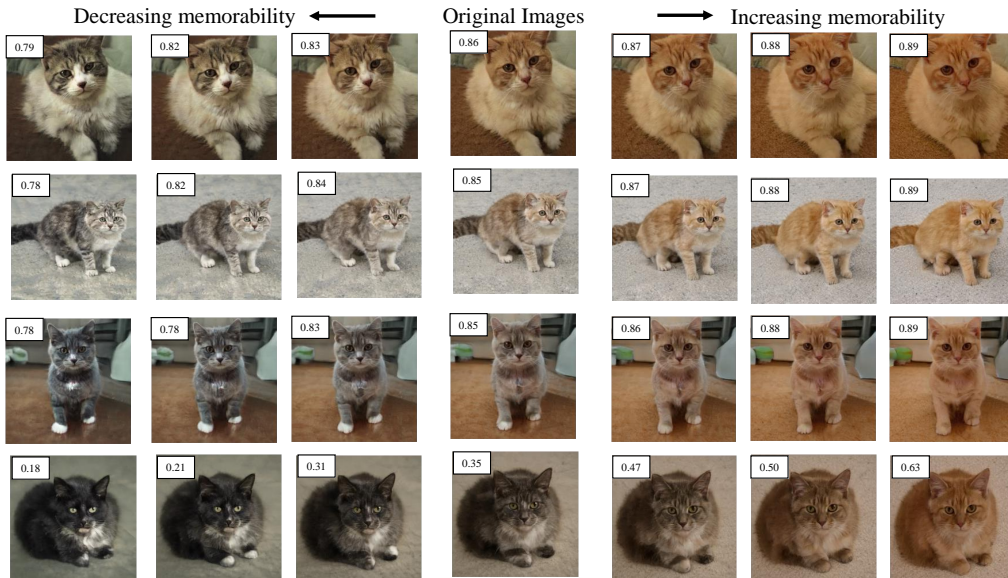 Decreasing memorability
Original Images
Increasing memorability
0.79 0.82 0.83 0.86 0.87 0.88 0.89
0.78 0.82 0.84 0.85 0.87 0.88 0.89
0.78 0.78 0.83 0.85 0.86 0.88 0.89
0.18 0.21 0.31 0.35 0.47 0.50 0.63